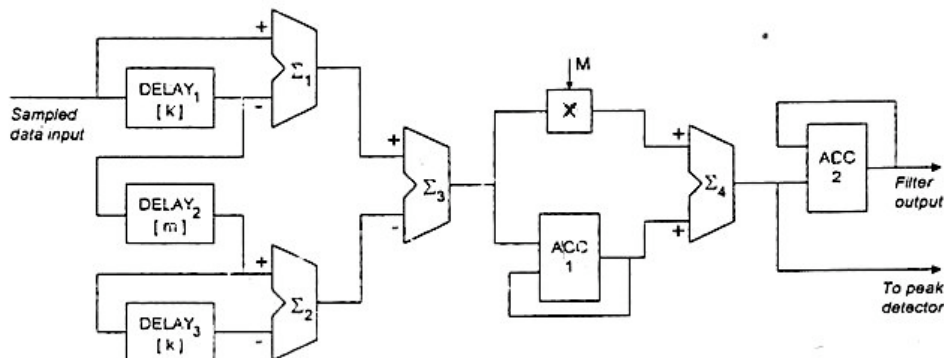 Sampled
data input
DELAY1
[k]
+
-
Σ1
DELAY2
[m]
+
-
Σ2
DELAY3
[k]
+
-
Σ3
M
X
ACC
1
+
+
Σ4
ACC
2
Filter
output
To peak
detector